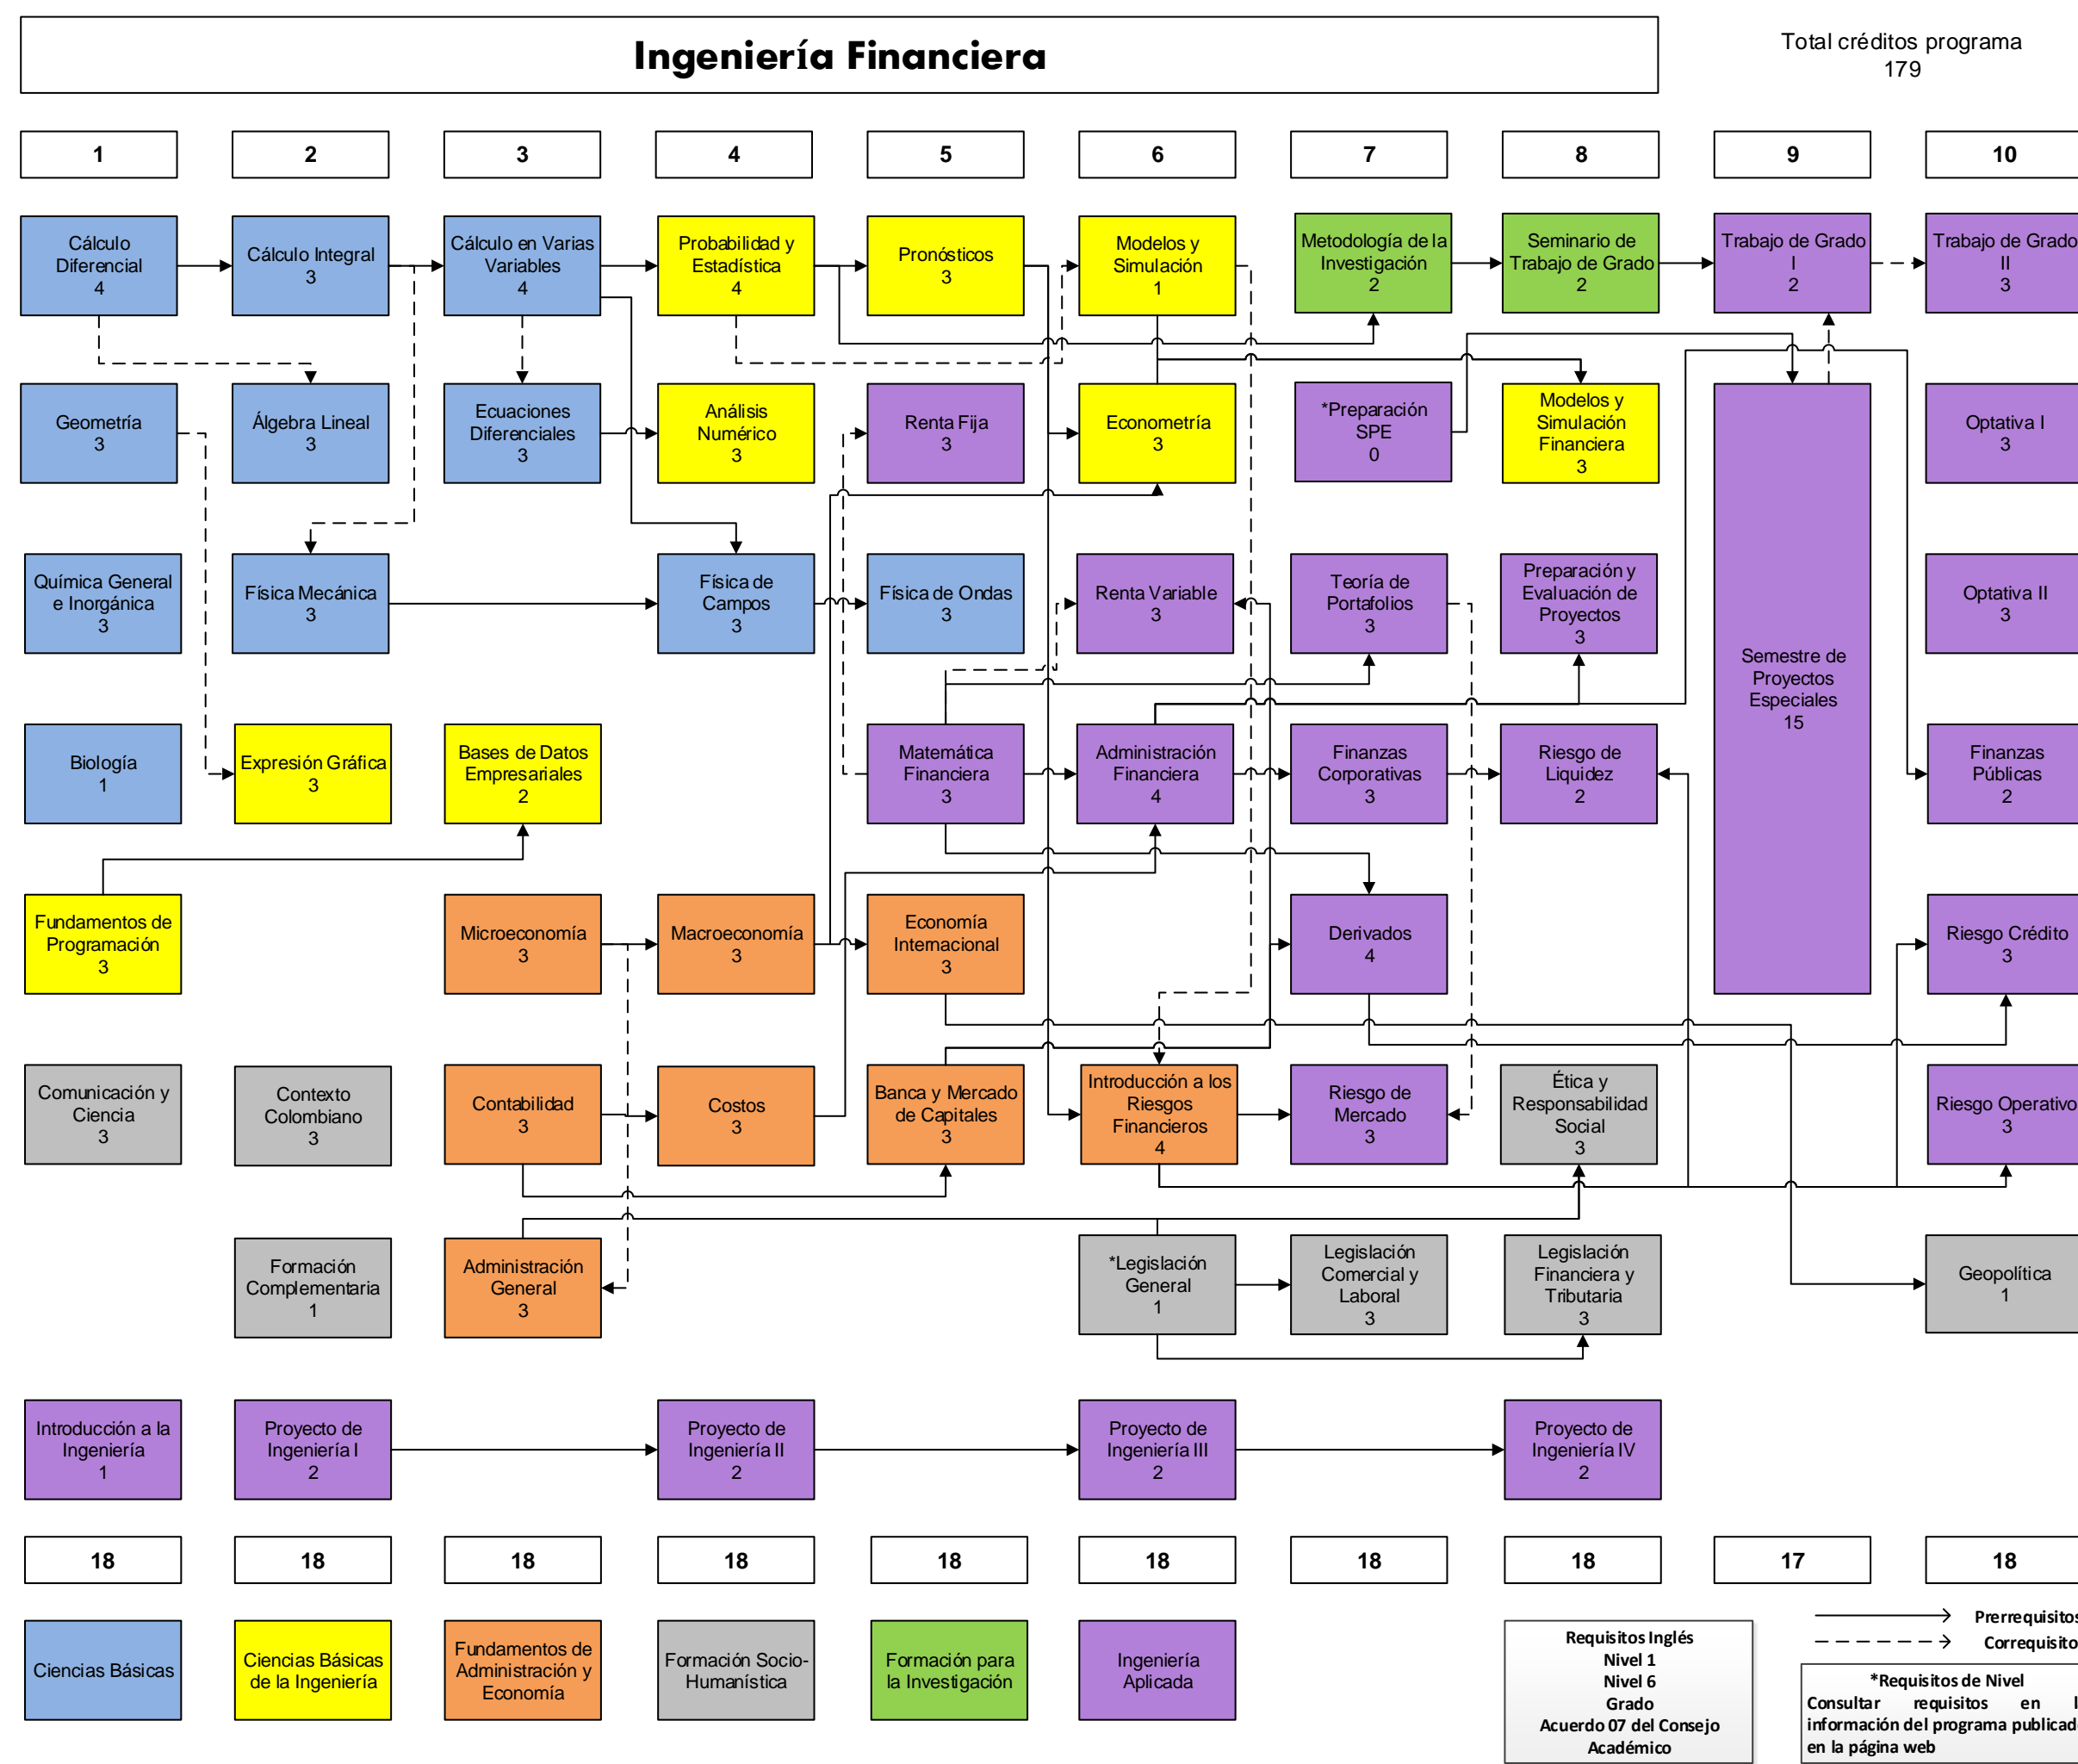 Ingeniería Financiera
Total créditos programa
179
1
2
3
4
5
6
7
8
9
10
Cálculo
Diferencial
4
Cálculo Integral
3
Cálculo en Varias
Variables
4
Probabilidad y
Estadística
4
Pronósticos
3
Modelos y
Simulación
1
Metodología de la
Investigación
2
Seminario de
Trabajo de Grado
2
Trabajo de Grado
I
2
Trabajo de Grado
II
3
Geometría
3
Álgebra Lineal
3
Ecuaciones
Diferenciales
3
Análisis
Numérico
3
Renta Fija
3
Econometría
3
*Preparación
SPE
0
Modelos y
Simulación
Financiera
3
Semestre de
Proyectos
Especiales
15
Optativa I
3
Química General
e Inorgánica
3
Física Mecánica
3
Física de
Campos
3
Física de Ondas
3
Renta Variable
3
Teoría de
Portafolios
3
Preparación y
Evaluación de
Proyectos
3
Optativa II
3
Biología
1
Expresión Gráfica
3
Bases de Datos
Empresariales
2
Matemática
Financiera
3
Administración
Financiera
4
Finanzas
Corporativas
3
Riesgo de
Liquidez
2
Finanzas
Públicas
2
Fundamentos de
Programación
3
Microeconomía
3
Macroeconomía
3
Economía
Internacional
3
Derivados
4
Riesgo Crédito
3
Comunicación y
Ciencia
3
Contexto
Colombiano
3
Contabilidad
3
Costos
3
Banca y Mercado
de Capitales
3
Introducción a los
Riesgos
Financieros
4
Riesgo de
Mercado
3
Ética y
Responsabilidad
Social
3
Riesgo Operativo
3
Formación
Complementaria
1
Administración
General
3
*Legislación
General
1
Legislación
Comercial y
Laboral
3
Legislación
Financiera y
Tributaria
3
Geopolítica
1
Introducción a la
Ingeniería
1
Proyecto de
Ingeniería I
2
Proyecto de
Ingeniería II
2
Proyecto de
Ingeniería III
2
Proyecto de
Ingeniería IV
2
18
18
18
18
18
18
18
18
17
18
Ciencias Básicas
Ciencias Básicas
de la Ingeniería
Fundamentos de
Administración y
Economía
Formación Socio-
Humanística
Formación para
la Investigación
Ingeniería
Aplicada
Requisitos Inglés
Nivel 1
Nivel 6
Grado
Acuerdo 07 del Consejo
Académico
Prerrequisitos
Correquisito
*Requisitos de Nivel
Consultar requisitos en
información del programa
en la página web